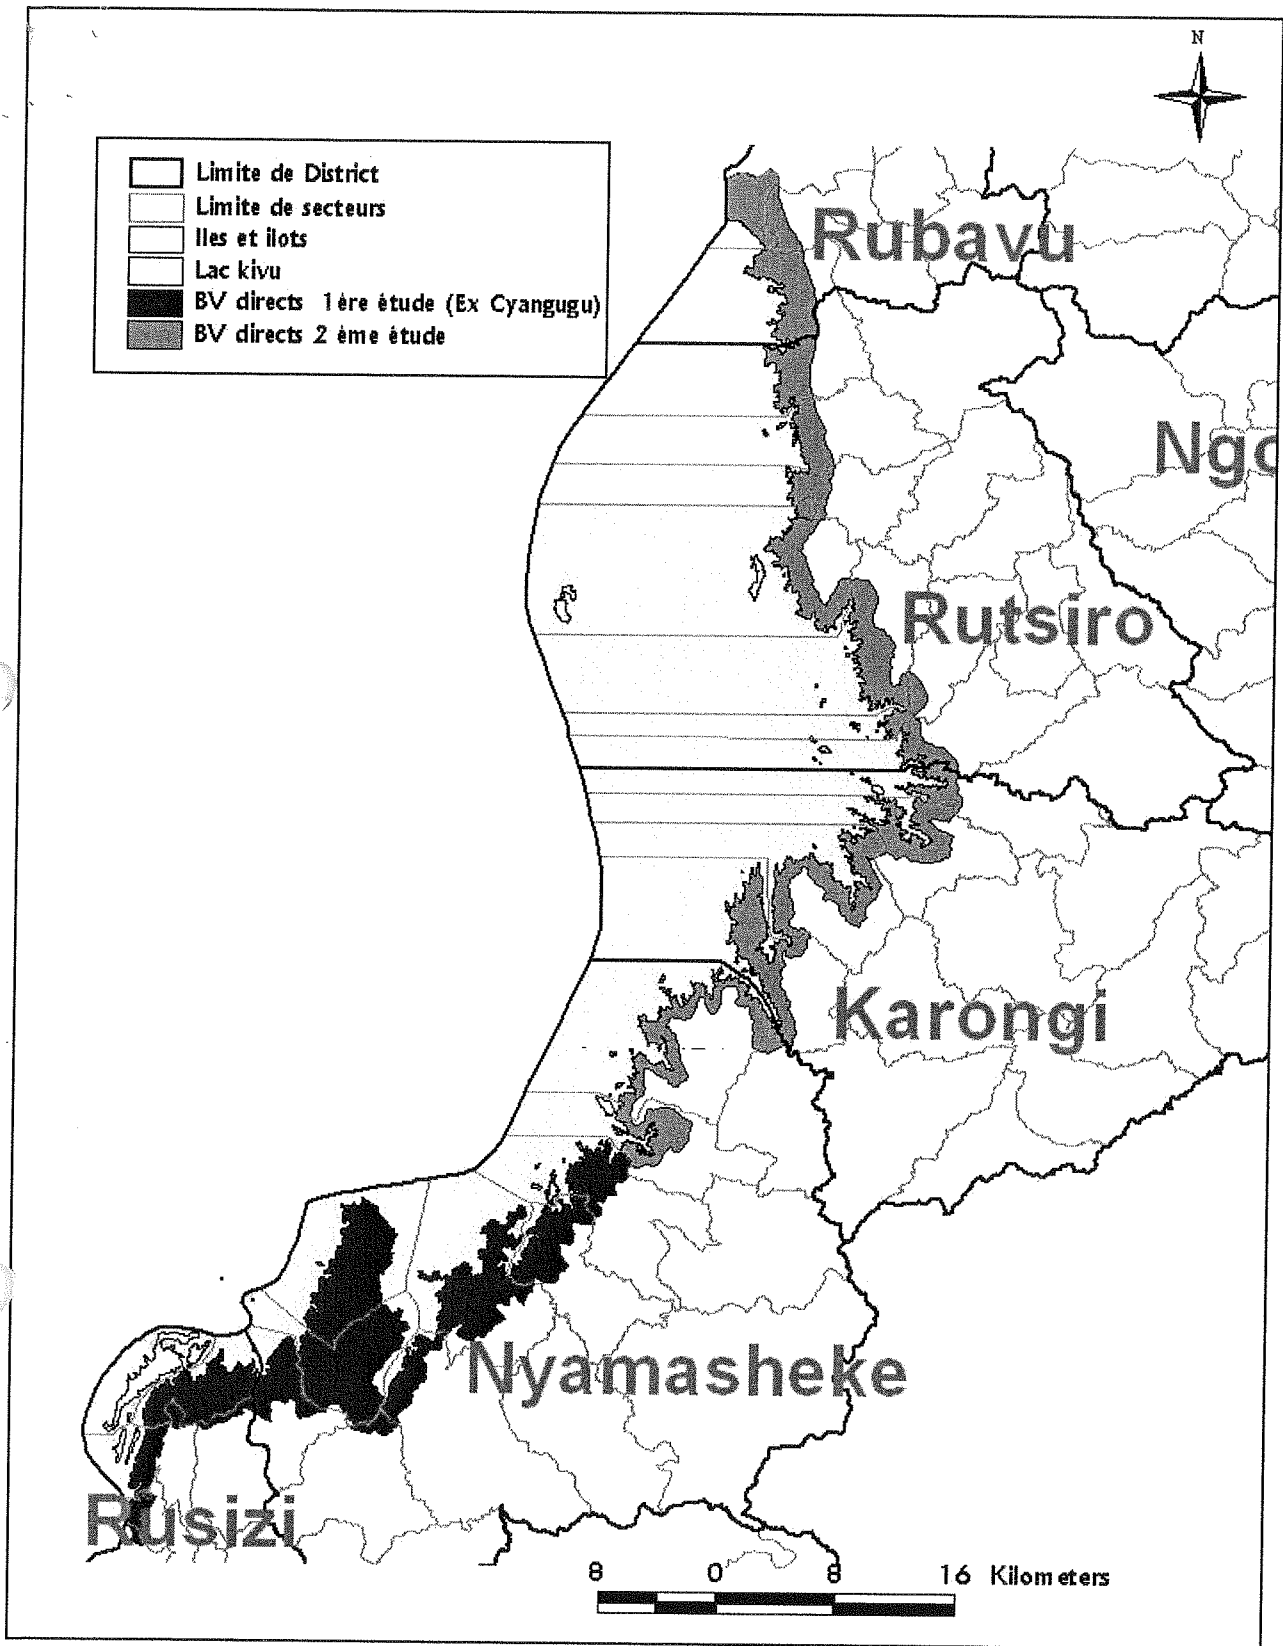 N
Limite de District
Limite de secteurs
Iles et ilots
Lac kivu
BV directs 1ère étude (Ex Cyangugu)
BV directs 2 ème étude
Rubavu
Ngo
Rutsiro
Karongi
Nyamasheke
Rusizi
8 0 8 16 Kilometers